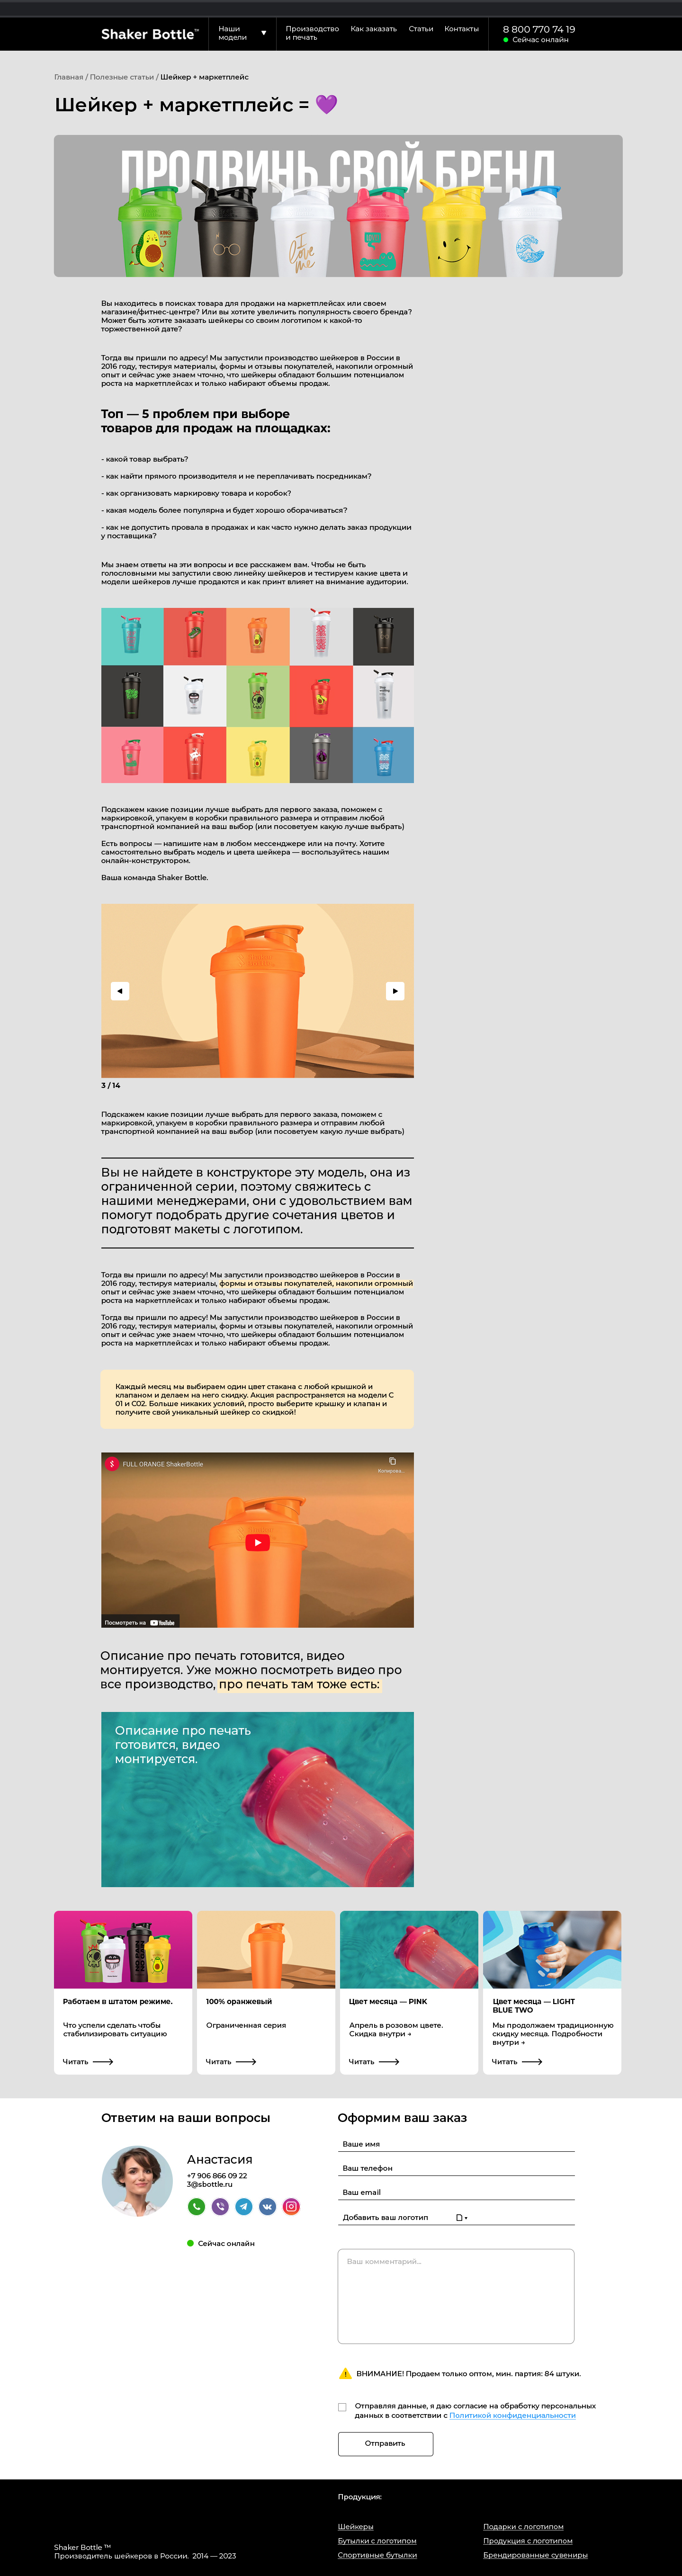 Shaker Bottle™
Наши
модели
Производство
и печать
Как заказать
Статьи
Контакты
8 800 770 74 19
Сейчас онлайн
Главная / Полезные статьи / Шейкер + маркетплейс
Шейкер + маркетплейс = 💜
ПРОДВИНЬ СВОЙ БРЕНД
I
love
me
Вы находитесь в поисках товара для продажи на маркетплейсах или своем
магазине/фитнес-центре? Или вы хотите увеличить популярность своего бренда?
Может быть хотите заказать шейкеры со своим логотипом к какой-то
торжественной дате?
Тогда вы пришли по адресу! Мы запустили производство шейкеров в России в
2016 году, тестируя материалы, формы и отзывы покупателей, накопили огромный
опыт и сейчас уже знаем чточно, что шейкеры обладают большим потенциалом
роста на маркетплейсах и только набирают объемы продаж.
Топ — 5 проблем при выборе
товаров для продаж на площадках:
- какой товар выбрать?
- как найти прямого производителя и не переплачивать посредникам?
- как организовать маркировку товара и коробок?
- какая модель более популярна и будет хорошо оборачиваться?
- как не допустить провала в продажах и как часто нужно делать заказ продукции
у поставщика?
Мы знаем ответы на эти вопросы и все расскажем вам. Чтобы не быть
голословными мы запустили свою линейку шейкеров и тестируем какие цвета и
модели шейкеров лучше продаются и как принт влияет на внимание аудитории.
Подскажем какие позиции лучше выбрать для первого заказа, поможем с
маркировкой, упакуем в коробки правильного размера и отправим любой
транспортной компанией на ваш выбор (или посоветуем какую лучше выбрать)
Есть вопросы — напишите нам в любом мессенджере или на почту. Хотите
самостоятельно выбрать модель и цвета шейкера — воспользуйтесь нашим
онлайн-конструктором.
Ваша команда Shaker Bottle.
3 / 14
Подскажем какие позиции лучше выбрать для первого заказа, поможем с
маркировкой, упакуем в коробки правильного размера и отправим любой
транспортной компанией на ваш выбор (или посоветуем какую лучше выбрать)
Вы не найдете в конструкторе эту модель, она из
ограниченной серии, поэтому свяжитесь с
нашими менеджерами, они с удовольствием вам
помогут подобрать другие сочетания цветов и
подготовят макеты с логотипом.
Тогда вы пришли по адресу! Мы запустили производство шейкеров в России в
2016 году, тестируя материалы, формы и отзывы покупателей, накопили огромный
опыт и сейчас уже знаем чточно, что шейкеры обладают большим потенциалом
роста на маркетплейсах и только набирают объемы продаж.
Тогда вы пришли по адресу! Мы запустили производство шейкеров в России в
2016 году, тестируя материалы, формы и отзывы покупателей, накопили огромный
опыт и сейчас уже знаем чточно, что шейкеры обладают большим потенциалом
роста на маркетплейсах и только набирают объемы продаж.
Каждый месяц мы выбираем один цвет стакана с любой крышкой и
клапаном и делаем на него скидку. Акция распространяется на модели С
01 и С02. Больше никаких условий, просто выберите крышку и клапан и
получите свой уникальный шейкер со скидкой!
FULL ORANGE ShakerBottle
Копирова...
Посмотреть на YouTube
Описание про печать готовится, видео
монтируется. Уже можно посмотреть видео про
все производство, про печать там тоже есть:
Описание про печать
готовится, видео
монтируется.
Работаем в штатом режиме.
Что успели сделать чтобы
стабилизировать ситуацию
Читать
100% оранжевый
Ограниченная серия
Читать
Цвет месяца — PINK
Апрель в розовом цвете.
Скидка внутри →
Читать
Цвет месяца — LIGHT
BLUE TWO
Мы продолжаем традиционную
скидку месяца. Подробности
внутри →
Читать
Ответим на ваши вопросы
Анастасия
+7 906 866 09 22
3@sbottle.ru
Сейчас онлайн
Оформим ваш заказ
Ваше имя
Ваш телефон
Ваш email
Добавить ваш логотип
Ваш комментарий...
ВНИМАНИЕ! Продаем только оптом, мин. партия: 84 штуки.
Отправляя данные, я даю согласие на обработку персональных
данных в соответствии с Политикой конфиденциальности
Отправить
Продукция:
Шейкеры
Бутылки с логотипом
Спортивные бутылки
Подарки с логотипом
Продукция с логотипом
Брендированные сувениры
Shaker Bottle ™
Производитель шейкеров в России. 2014 — 2023